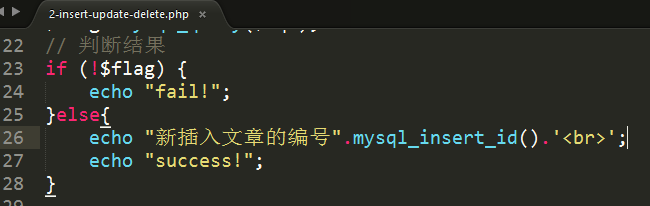 2-insert-update-delete.php ×
22 // 判断结果
23 if (!$flag) {
24 echo "fail!";
25 }else{
26 echo "新插入文章的编号".mysql_insert_id().'<br>';
27 echo "success!";
28 }